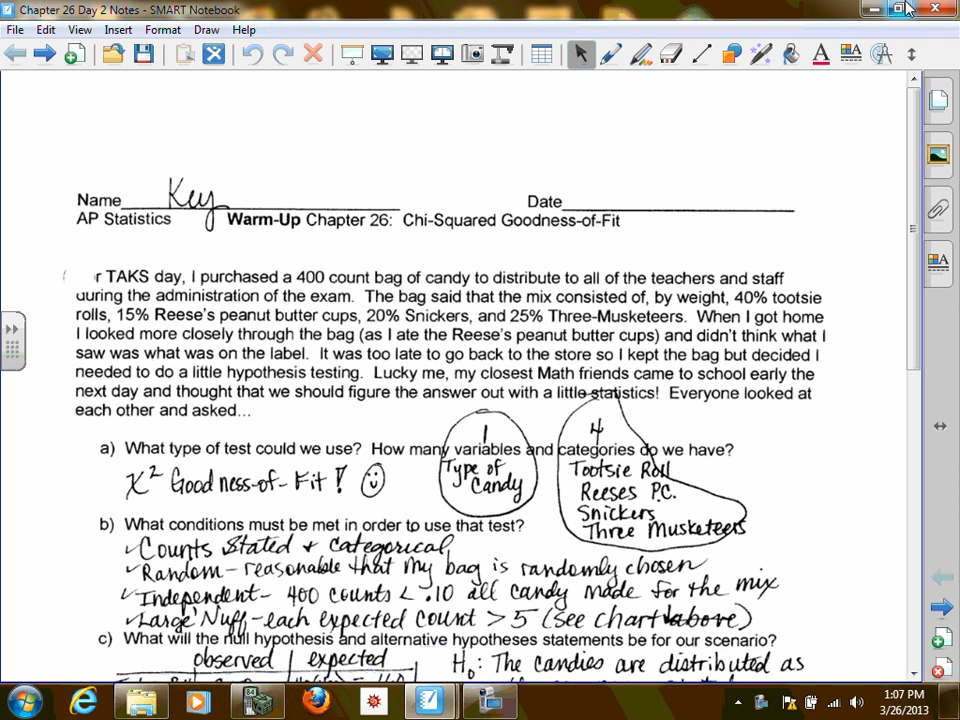 Chapter 26 Day 2 Notes - SMART Notebook
File Edit View Insert Format Draw Help
Name Key Date
AP Statistics Warm-Up Chapter 26: Chi-Squared Goodness-of-Fit
r TAKS day, I purchased a 400 count bag of candy to distribute to all of the teachers and staff
during the administration of the exam. The bag said that the mix consisted of, by weight, 40% tootsie
rolls, 15% Reese's peanut butter cups, 20% Snickers, and 25% Three-Musketeers. When I got home
I looked more closely through the bag (as I ate the Reese's peanut butter cups) and didn't think what I
saw was what was on the label. It was too late to go back to the store so I kept the bag but decided I
needed to do a little hypothesis testing. Lucky me, my closest Math friends came to school early the
next day and thought that we should figure the answer out with a little statistics! Everyone looked at
each other and asked...
a) What type of test could we use? How many variables and categories do we have?
χ² Goodness-of-Fit!
1
Type of
Candy
4
Tootsie Roll
Reeses P.C.
Snickers
Three Musketeers
b) What conditions must be met in order to use that test?
✓Counts Stated + categorical
✓Random - reasonable that my bag is randomly chosen
✓Independent - 400 counts < .10 all candy made for the mix
✓Large 'Nuff - each expected count > 5 (see chart above)
c) What will the null hypothesis and alternative hypotheses statements be for our scenario?
observed expected
H₀: The candies are distributed as
1:07 PM
3/26/2013